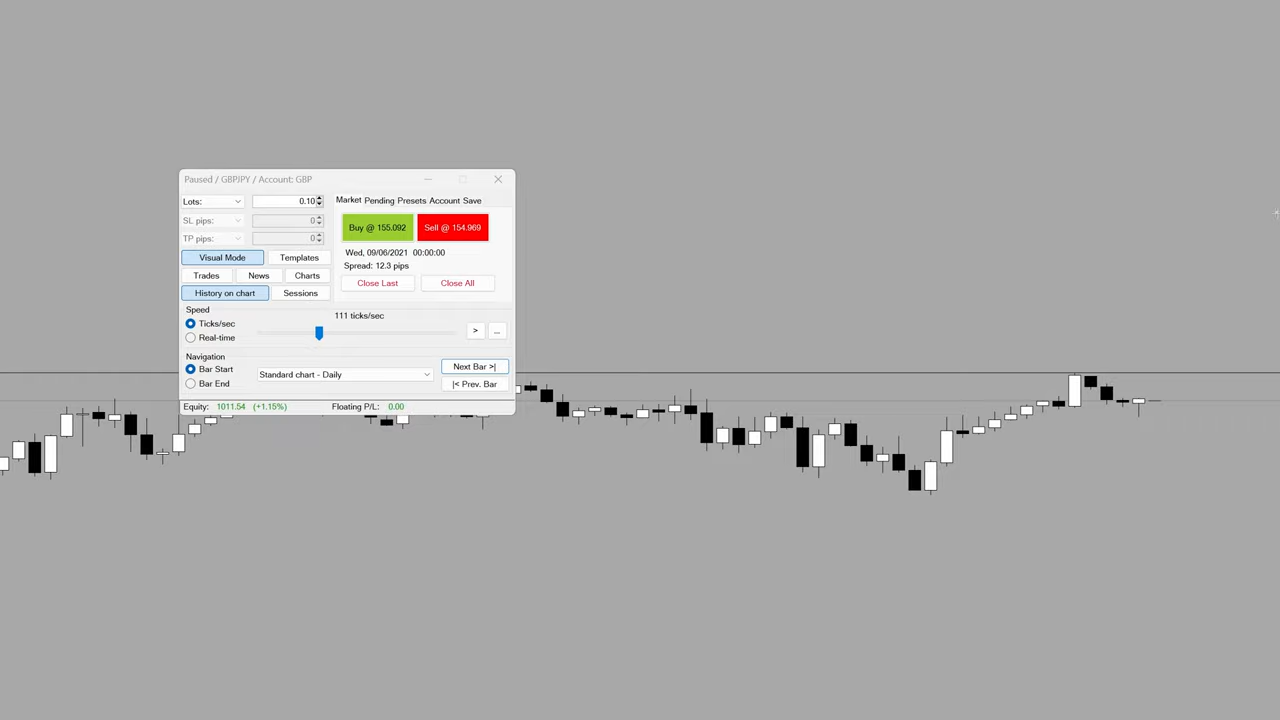 Paused / GBPJPY / Account: GBP
Lots: 0.10 Market Pending Presets Account Save
SL pips: 0
TP pips: 0
Buy @ 155.092 Sell @ 154.969
Visual Mode Templates
Wed, 09/06/2021 00:00:00
Spread: 12.3 pips
Trades News Charts
Close Last Close All
History on chart Sessions
Speed
111 ticks/sec
Ticks/sec
> ...
Real-time
Navigation
Bar Start
Standard chart - Daily
Next Bar >|
Bar End
|< Prev. Bar
Equity: 1011.54 (+1.15%) Floating P/L: 0.00